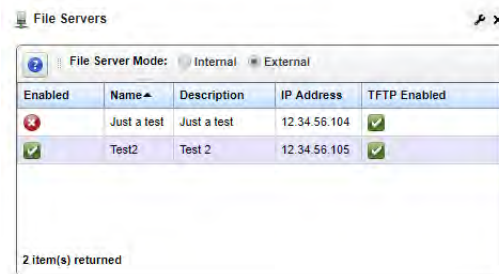 File Servers
File Server Mode: Internal External
Enabled Name Description IP Address TFTP Enabled
Just a test Just a test 12.34.56.104
Test2 Test 2 12.34.56.105
2 item(s) returned